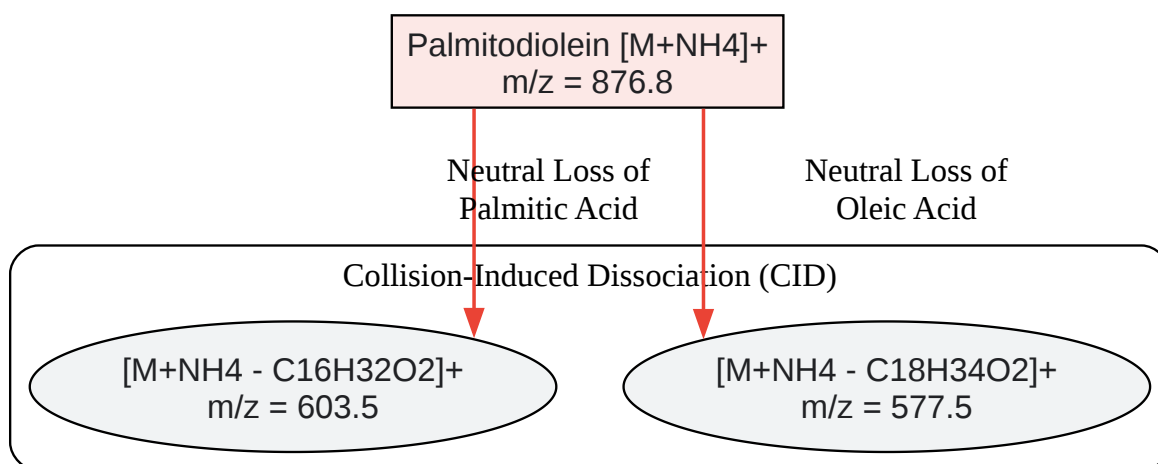 Palmitodiolein [M+NH4]+
m/z = 876.8
Neutral Loss of
Palmitic Acid
Neutral Loss of
Oleic Acid
Collision-Induced Dissociation (CID)
[M+NH4 - C16H32O2]+
m/z = 603.5
[M+NH4 - C18H34O2]+
m/z = 577.5